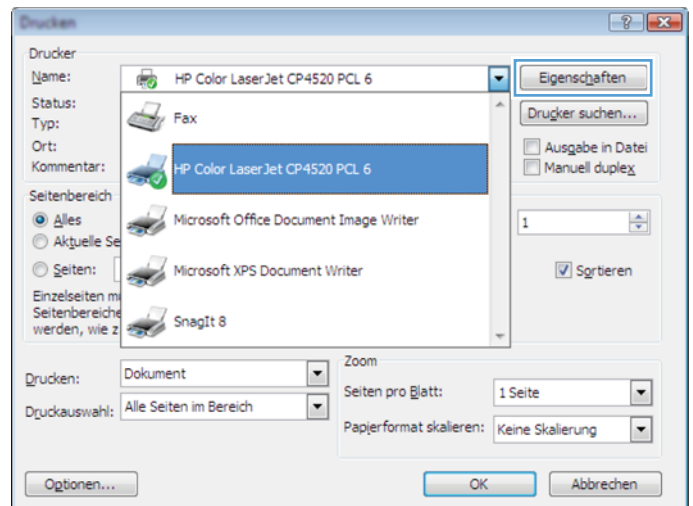 Drucken
Drucker
Name:
HP Color LaserJet CP4520 PCL 6
Eigenschaften
Status:
Fax
Drucker suchen...
Typ:
Ort:
Ausgabe in Datei
Kommentar:
HP Color LaserJet CP4520 PCL 6
Manuell duplex
Seitenbereich
Alles
Microsoft Office Document Image Writer
1
Aktuelle Se
Seiten:
Microsoft XPS Document Writer
Sortieren
Einzelseiten m
Seitenbereiche
werden, wie z
SnagIt 8
Drucken:
Dokument
Druckauswahl:
Alle Seiten im Bereich
Zoom
Seiten pro Blatt:
1 Seite
Papierformat skalieren:
Keine Skalierung
Optionen...
OK
Abbrechen